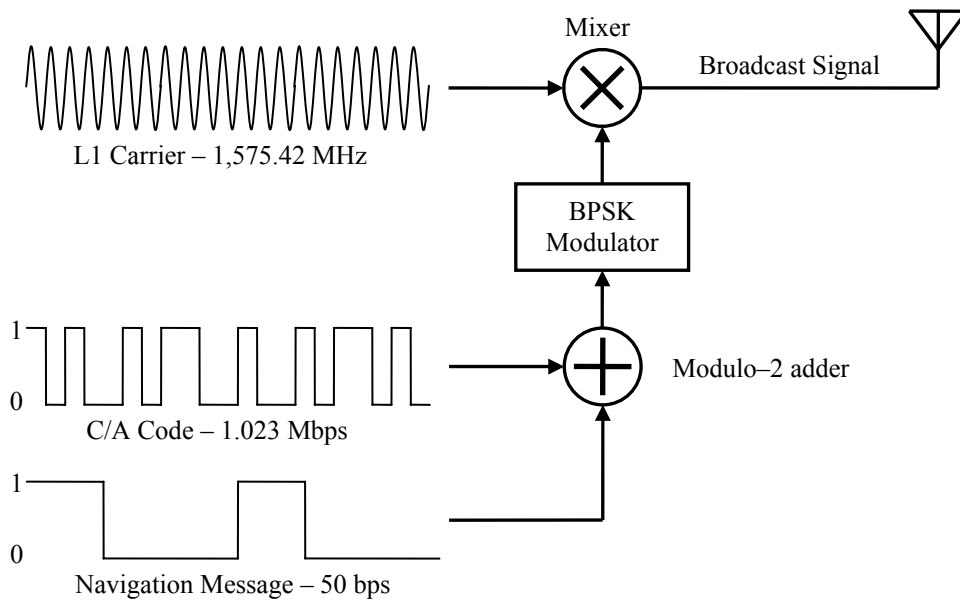 Mixer
Broadcast Signal
L1 Carrier – 1,575.42 MHz
BPSK
Modulator
1
0
Modulo–2 adder
C/A Code – 1.023 Mbps
1
0
Navigation Message – 50 bps